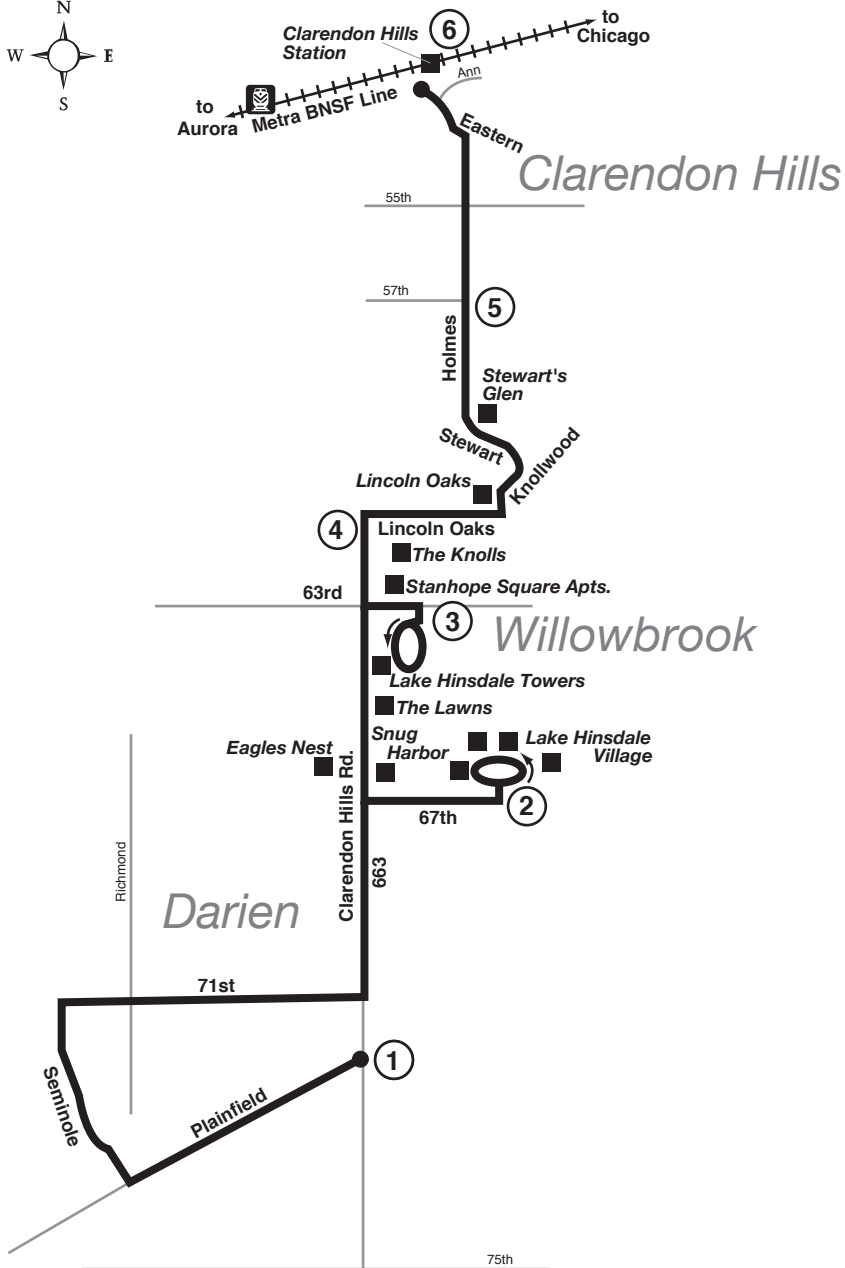 N
W
E
S
Clarendon Hills
Station
6
to
Chicago
to
Aurora
Metra BNSF Line
Ann
Eastern
Clarendon Hills
55th
57th
5
Holmes
Stewart's
Glen
Stewart
Knollwood
Lincoln Oaks
4
Lincoln Oaks
The Knolls
Stanhope Square Apts.
63rd
3
Willowbrook
Lake Hinsdale Towers
The Lawns
Snug
Harbor
Eagles Nest
Lake Hinsdale
Village
2
67th
Clarendon Hills Rd.
663
Richmond
Darien
71st
1
Seminole
Plainfield
75th